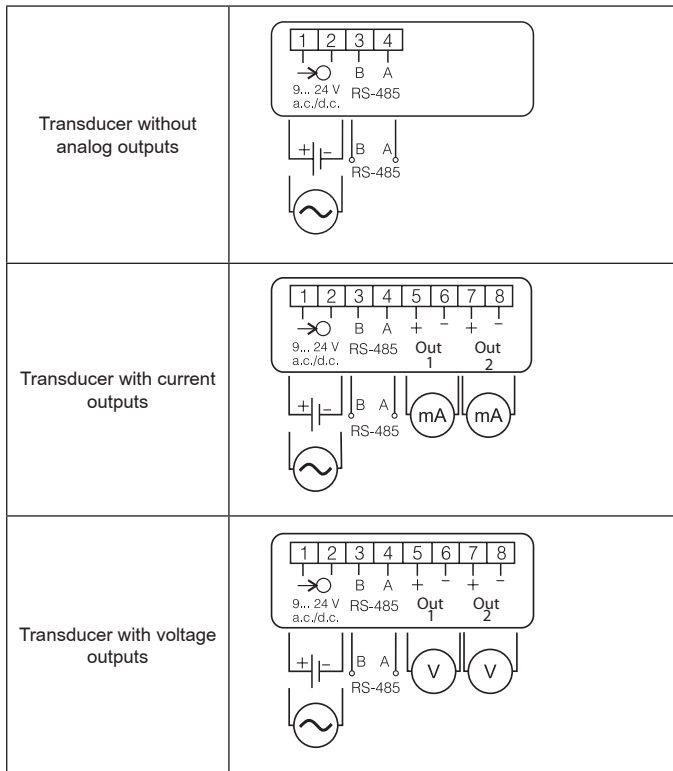 Transducer without
analog outputs
1 2 3 4
B A
9... 24 V
a.c./d.c.
RS-485
+ −
B A
RS-485
Transducer with current
outputs
1 2 3 4 5 6 7 8
B A + − + −
9... 24 V
a.c./d.c.
RS-485
Out
1
Out
2
+ −
B A
RS-485
mA mA
Transducer with voltage
outputs
1 2 3 4 5 6 7 8
B A + − + −
9... 24 V
a.c./d.c.
RS-485
Out
1
Out
2
+ −
B A
RS-485
V V